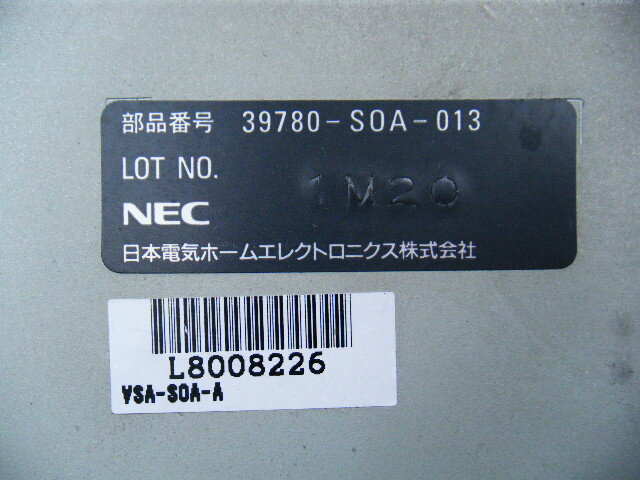 部品番号 39780-SOA-013
LOT NO. 1M20
NEC
日本電気ホームエレクトロニクス株式会社
L8008226
VSA-SOA-A